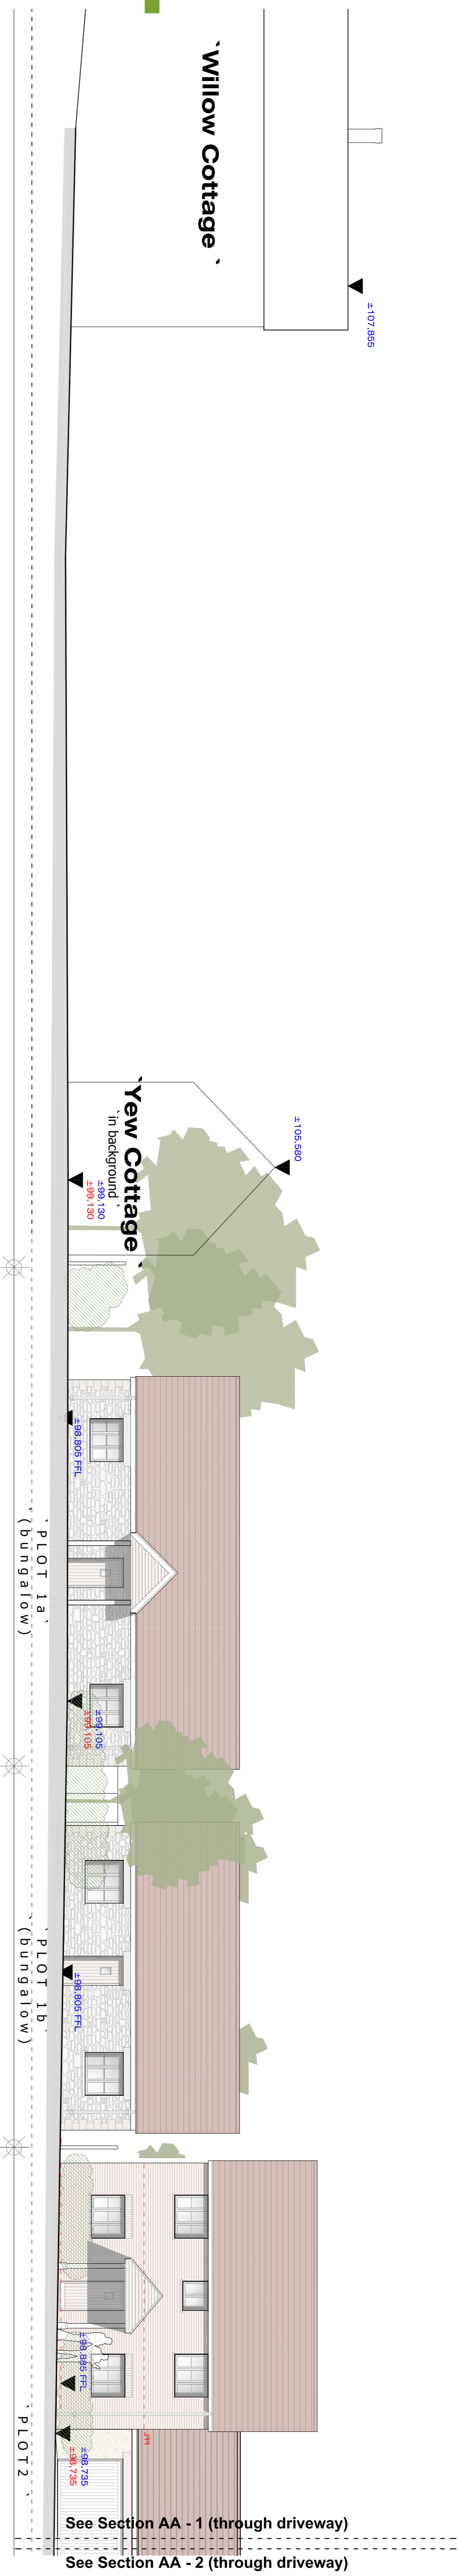 `Willow Cottage `
±107.855
`Yew Cottage `
`in background `
±105.580
±99.130
±99.130
±98.805 FFL
` PLOT 1a`
`(bungalow)
±99.105
±99.105
` PLOT 1b`
`(bungalow)
±98.805 FFL
±98.885 FFL
FFL
±98.735
±98.735
` PLOT2 `
See Section AA - 1 (through driveway)
See Section AA - 2 (through driveway)